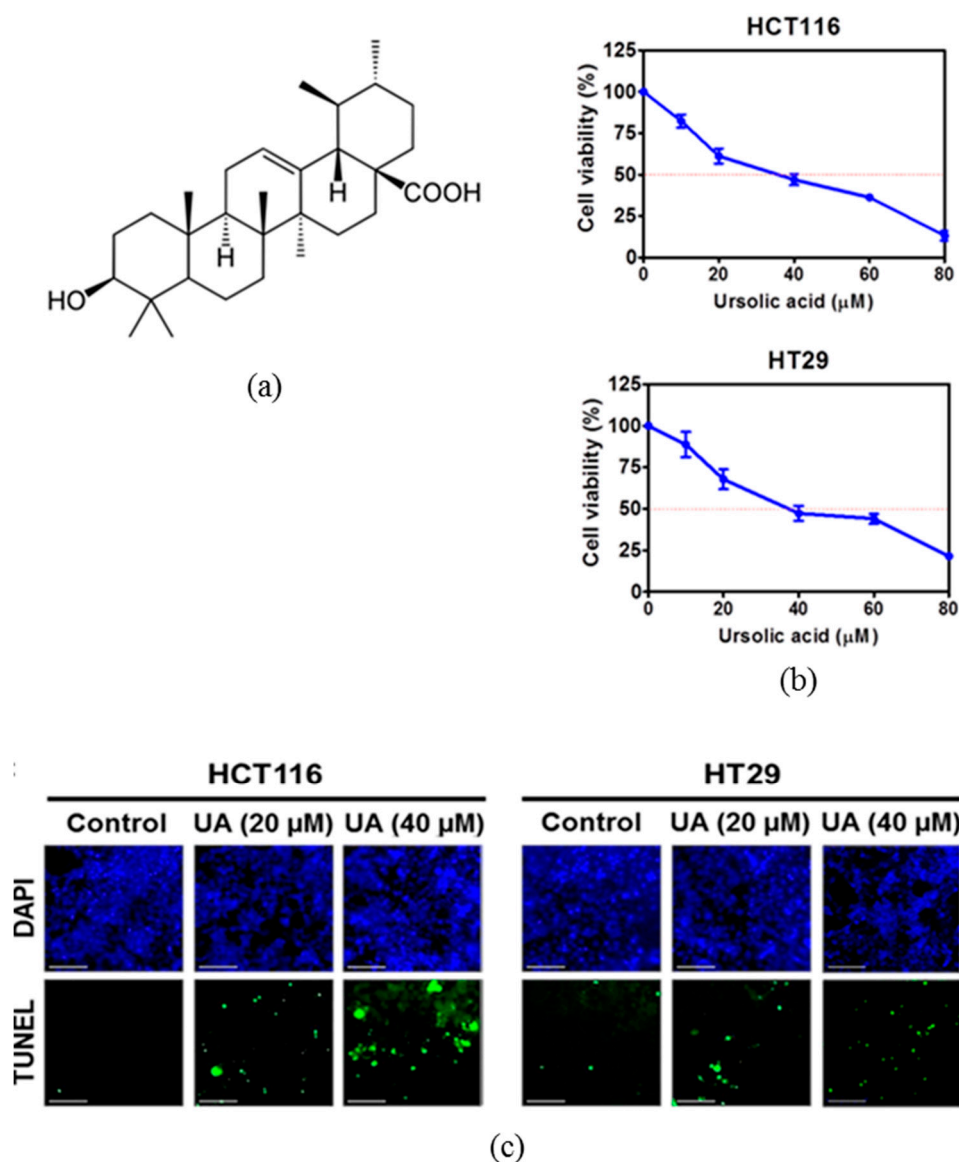 COOH
H
H
HO
(a)
HCT116
Cell viability (%)
125
100
75
50
25
0
0 20 40 60 80
Ursolic acid (μM)
HT29
Cell viability (%)
125
100
75
50
25
0
0 20 40 60 80
Ursolic acid (μM)
(b)
HCT116 HT29
Control UA (20 μM) UA (40 μM) Control UA (20 μM) UA (40 μM)
DAPI
TUNEL
(c)